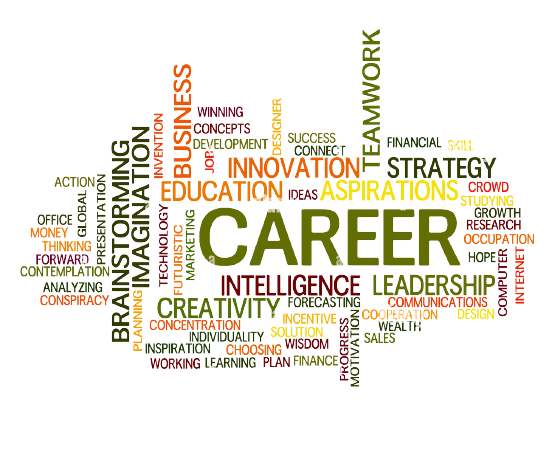 TEAMWORK
BUSINESS
WINNING
DESIGNER
CONCEPTS
INVENTION
DEVELOPMENT
SUCCESS
CONNECT
FINANCIAL
SKILL
BRAINSTORMING
IMAGINATION
JOB
INNOVATION
STRATEGY
ACTION
GLOBAL
PRESENTATION
EDUCATION
IDEAS
ASPIRATIONS
CROWD
STUDYING
OFFICE
MONEY
THINKING
FORWARD
CONTEMPLATION
ANALYZING
CONSPIRACY
TECHNOLOGY
FUTURISTIC
MARKETING
CAREER
GROWTH
RESEARCH
OCCUPATION
HOPE
COMPUTER
INTERNET
PLANNING
INTELLIGENCE
LEADERSHIP
CREATIVITY
FORECASTING
COMMUNICATIONS
CONCENTRATION
INCENTIVE
COOPERATION
DESIGN
INDIVIDUALITY
SOLUTION
WEALTH
INSPIRATION
CHOOSING
WISDOM
PROGRESS
MOTIVATION
SALES
WORKING
LEARNING
PLAN
FINANCE